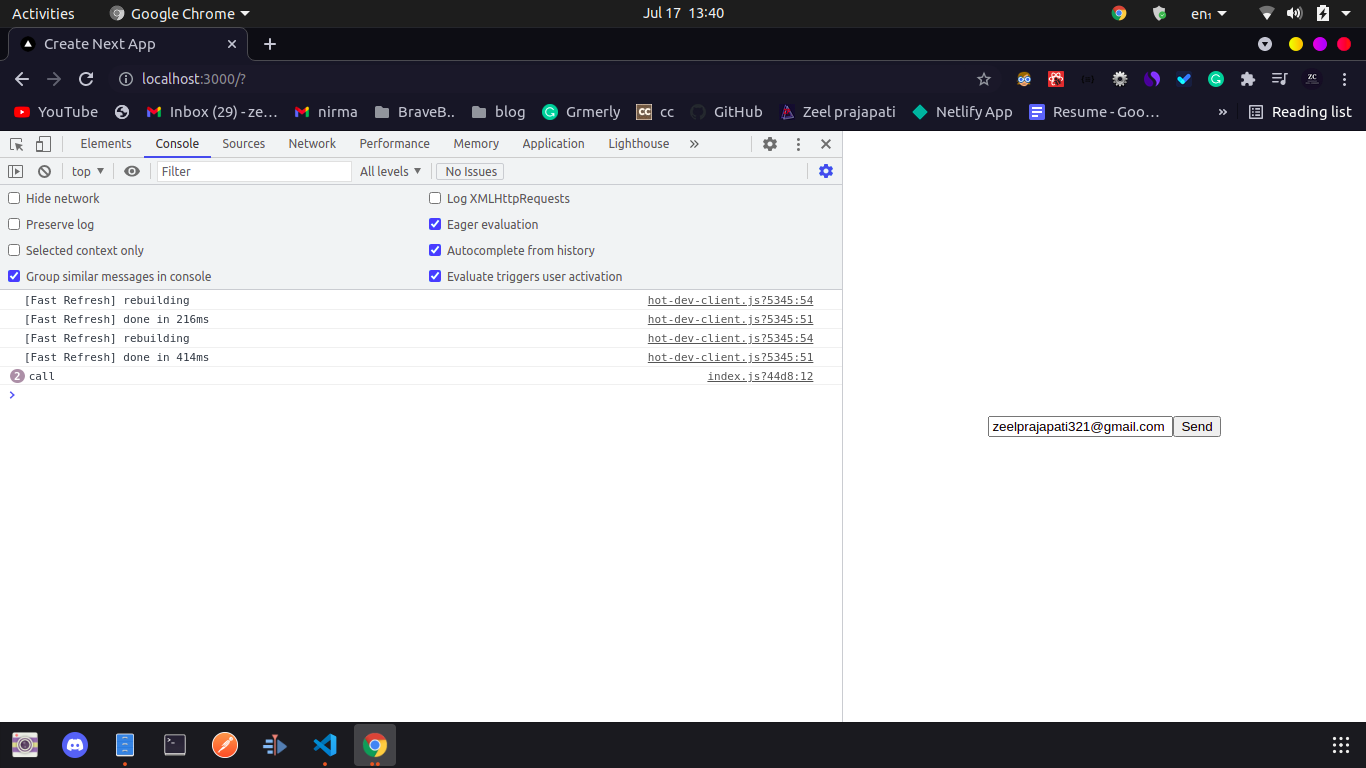 Activities Google Chrome Jul 17 13:40 en₁
Create Next App
localhost:3000/?
YouTube Inbox (29) - ze… nirma BraveB.. blog Grmerly cc GitHub Zeel prajapati Netlify App Resume - Goo… » Reading list
Elements Console Sources Network Performance Memory Application Lighthouse »
top Filter All levels No Issues
Hide network Log XMLHttpRequests
Preserve log Eager evaluation
Selected context only Autocomplete from history
Group similar messages in console Evaluate triggers user activation
[Fast Refresh] rebuilding hot-dev-client.js?5345:54
[Fast Refresh] done in 216ms hot-dev-client.js?5345:51
[Fast Refresh] rebuilding hot-dev-client.js?5345:54
[Fast Refresh] done in 414ms hot-dev-client.js?5345:51
2 call index.js?44d8:12
zeelprajapati321@gmail.com Send